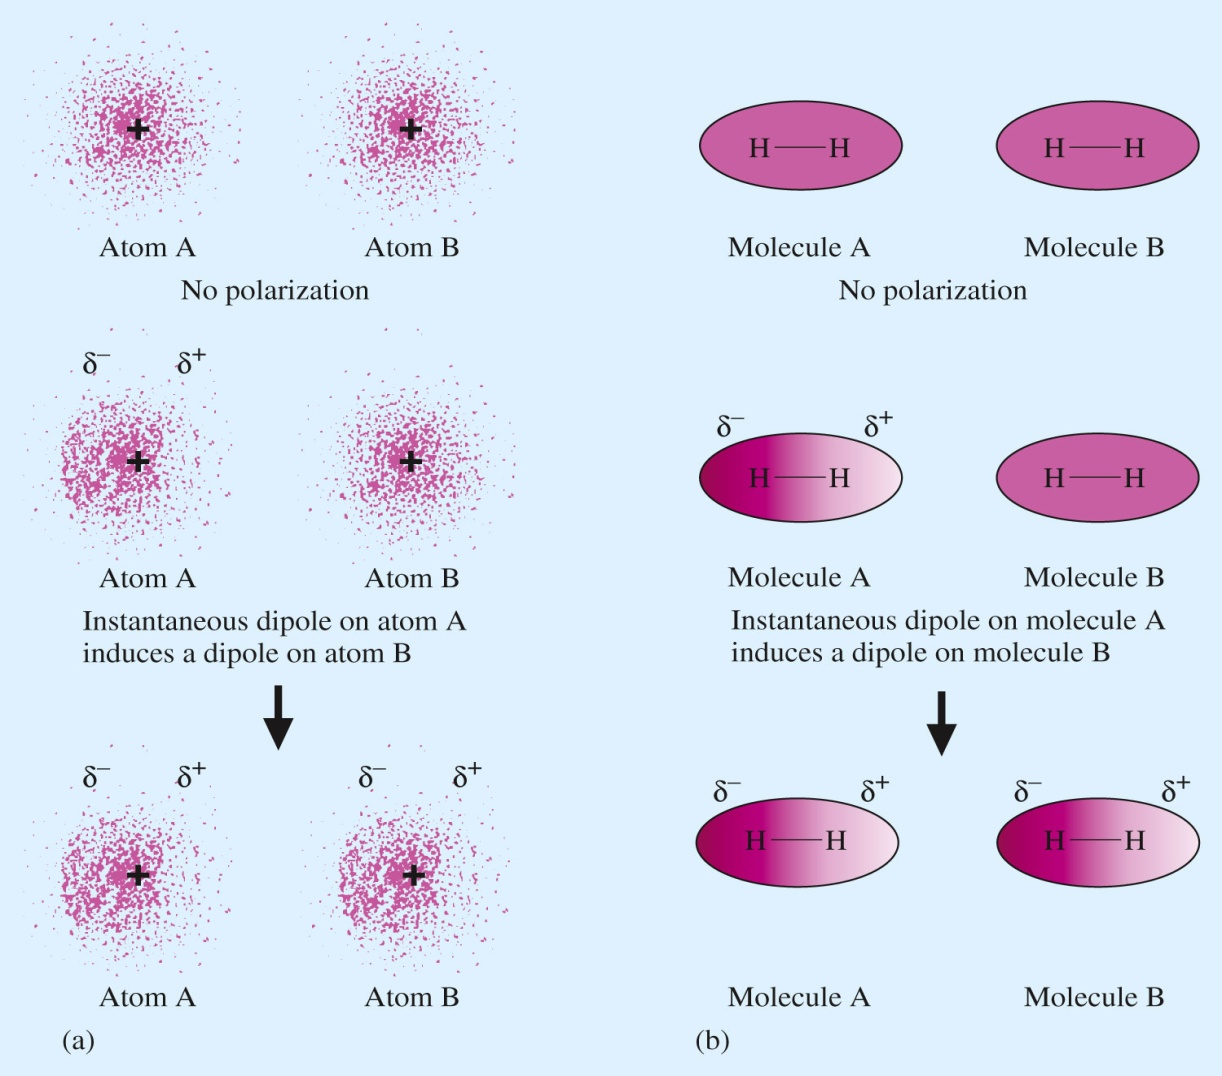 + +
Atom A Atom B
No polarization
δ– δ+
+ +
Atom A Atom B
Instantaneous dipole on atom A
induces a dipole on atom B
δ– δ+ δ– δ+
+ +
Atom A Atom B
(a)
H—H H—H
Molecule A Molecule B
No polarization
δ– δ+
H—H H—H
Molecule A Molecule B
Instantaneous dipole on molecule A
induces a dipole on molecule B
δ– δ+ δ– δ+
H—H H—H
Molecule A Molecule B
(b)